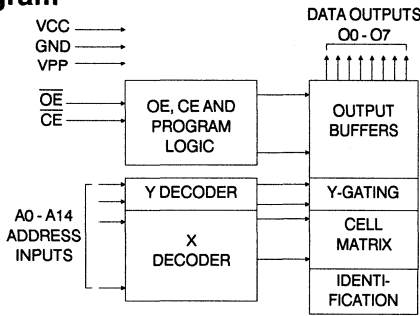 gram
VCC
GND
VPP
OE
CE
OE, CE AND
PROGRAM
LOGIC
A0 - A14
ADDRESS
INPUTS
Y DECODER
X
DECODER
DATA OUTPUTS
O0 - O7
OUTPUT
BUFFERS
Y-GATING
CELL
MATRIX
IDENTI-
FICATION